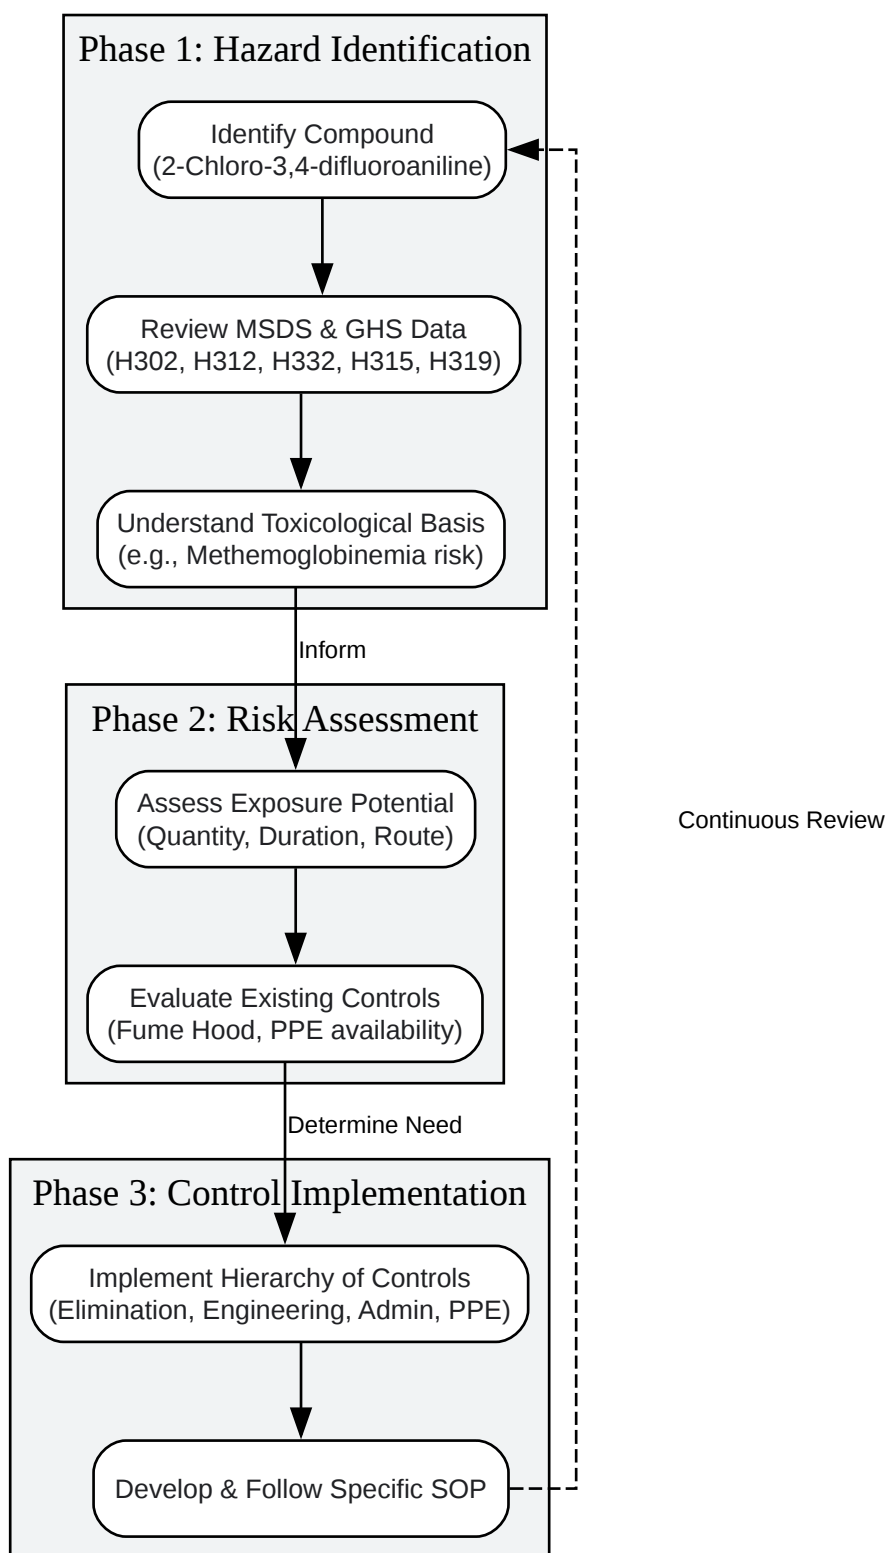 Phase 1: Hazard Identification
Identify Compound
(2-Chloro-3,4-difluoroaniline)
Review MSDS & GHS Data
(H302, H312, H332, H315, H319)
Understand Toxicological Basis
(e.g., Methemoglobinemia risk)
Inform
Phase 2: Risk Assessment
Assess Exposure Potential
(Quantity, Duration, Route)
Continuous Review
Evaluate Existing Controls
(Fume Hood, PPE availability)
Determine Need
Phase 3: Control Implementation
Implement Hierarchy of Controls
(Elimination, Engineering, Admin, PPE)
Develop & Follow Specific SOP